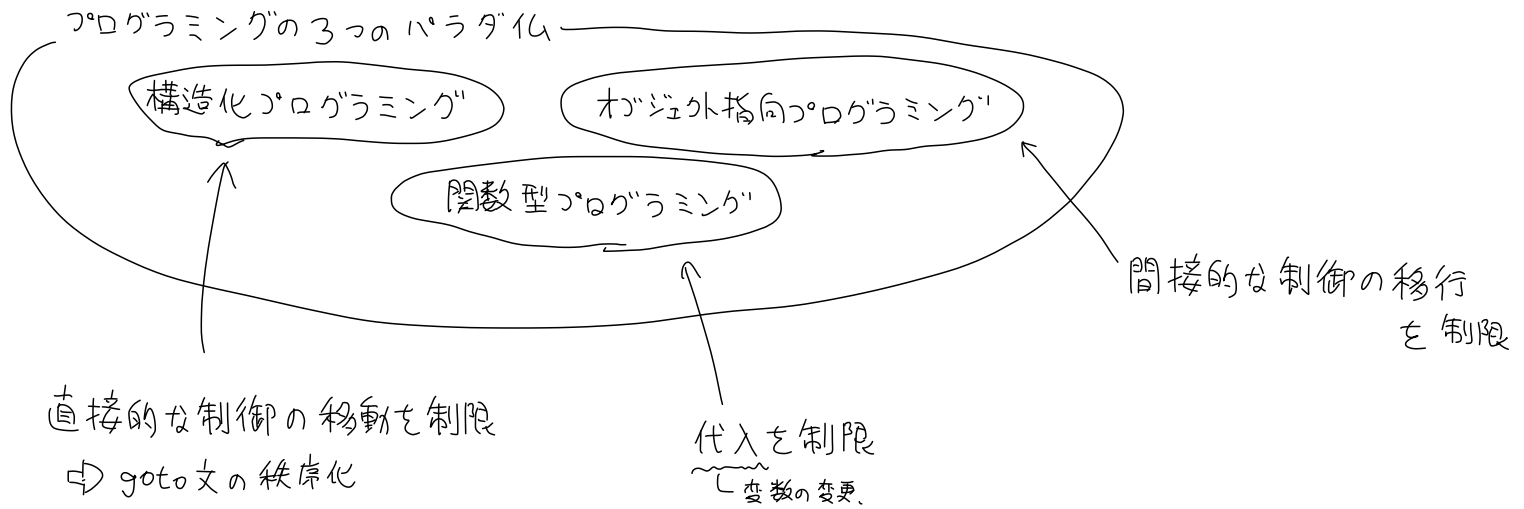 プログラミングの3つのパラダイム
構造化プログラミング
オブジェクト指向プログラミング
関数型プログラミング
間接的な制御の移行
を制限
直接的な制御の移動を制限
⇨ goto文の秩序化
代入を制限
変数の変更.